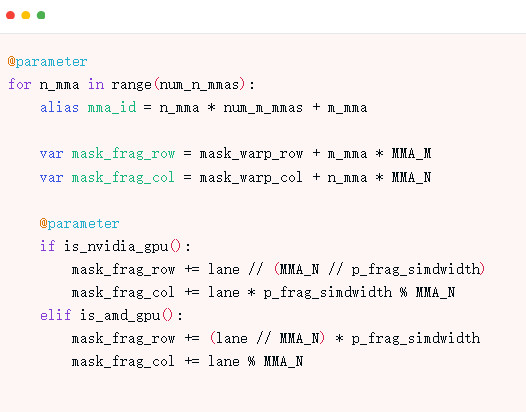 @parameter
for n_mma in range(num_n_mmas):
    alias mma_id = n_mma * num_m_mmas + m_mma

    var mask_frag_row = mask_warp_row + m_mma * MMA_M
    var mask_frag_col = mask_warp_col + n_mma * MMA_N

    @parameter
    if is_nvidia_gpu():
        mask_frag_row += lane // (MMA_N // p_frag_simdwidth)
        mask_frag_col += lane * p_frag_simdwidth % MMA_N
    elif is_amd_gpu():
        mask_frag_row += (lane // MMA_N) * p_frag_simdwidth
        mask_frag_col += lane % MMA_N